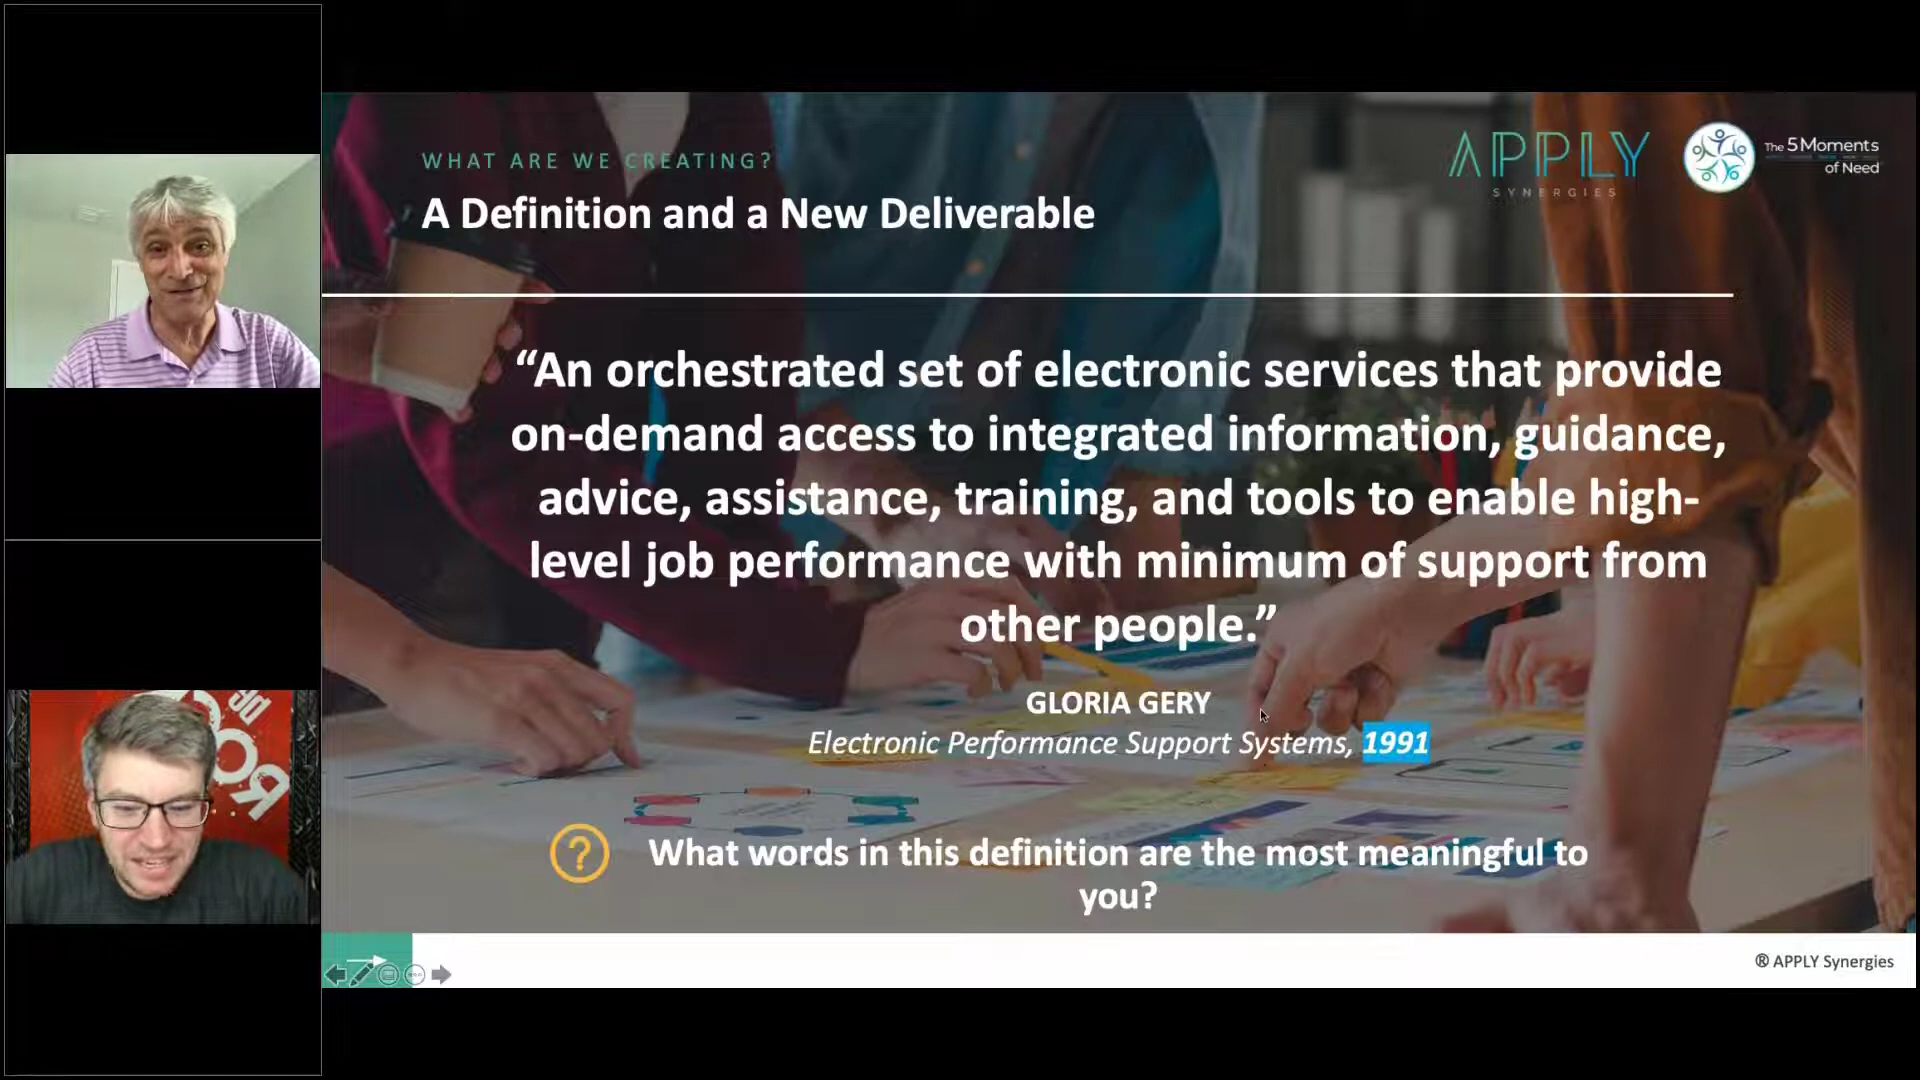 WHAT ARE WE CREATING?
A Definition and a New Deliverable
APPLY
SYNERGIES
The 5 Moments
of Need
“An orchestrated set of electronic services that provide
on-demand access to integrated information, guidance,
advice, assistance, training, and tools to enable high-
level job performance with minimum of support from
other people.”
GLORIA GERY
Electronic Performance Support Systems, 1991
? What words in this definition are the most meaningful to
you?
® APPLY Synergies